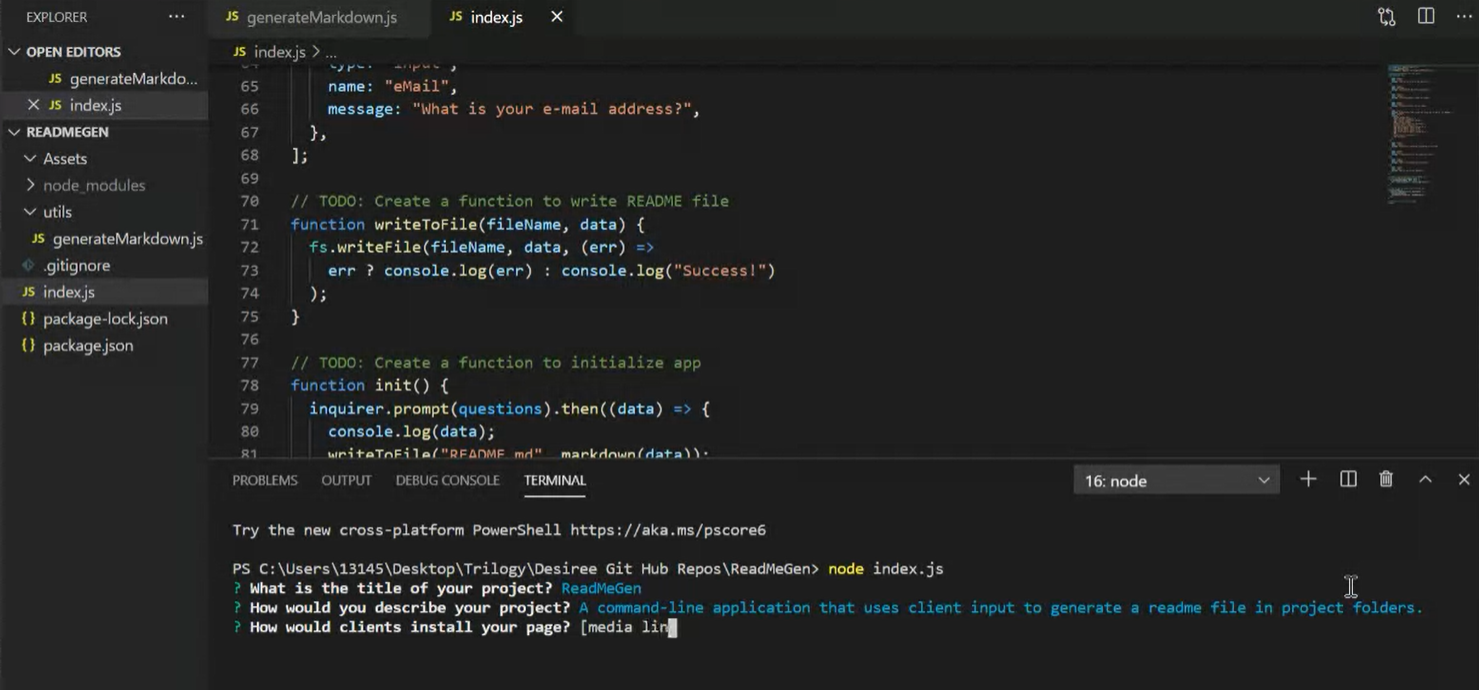 EXPLORER ...
OPEN EDITORS
JS generateMarkdo...
JS index.js
READMEGEN
Assets
node_modules
utils
JS generateMarkdown.js
.gitignore
JS index.js
{} package-lock.json
{} package.json
JS generateMarkdown.js JS index.js
JS index.js > ...
64 type: "input",
65 name: "eMail",
66 message: "What is your e-mail address?",
67 },
68 ];
69
70 // TODO: Create a function to write README file
71 function writeToFile(fileName, data) {
72 fs.writeFile(fileName, data, (err) =>
73 err ? console.log(err) : console.log("Success!")
74 );
75 }
76
77 // TODO: Create a function to initialize app
78 function init() {
79 inquirer.prompt(questions).then((data) => {
80 console.log(data);
81 writeToFile("README.md", markdown(data));
PROBLEMS OUTPUT DEBUG CONSOLE TERMINAL 16: node
Try the new cross-platform PowerShell https://aka.ms/pscore6
PS C:\Users\13145\Desktop\Trilogy\Desiree Git Hub Repos\ReadMeGen> node index.js
? What is the title of your project? ReadMeGen
? How would you describe your project? A command-line application that uses client input to generate a readme file in project folders.
? How would clients install your page? [media lin